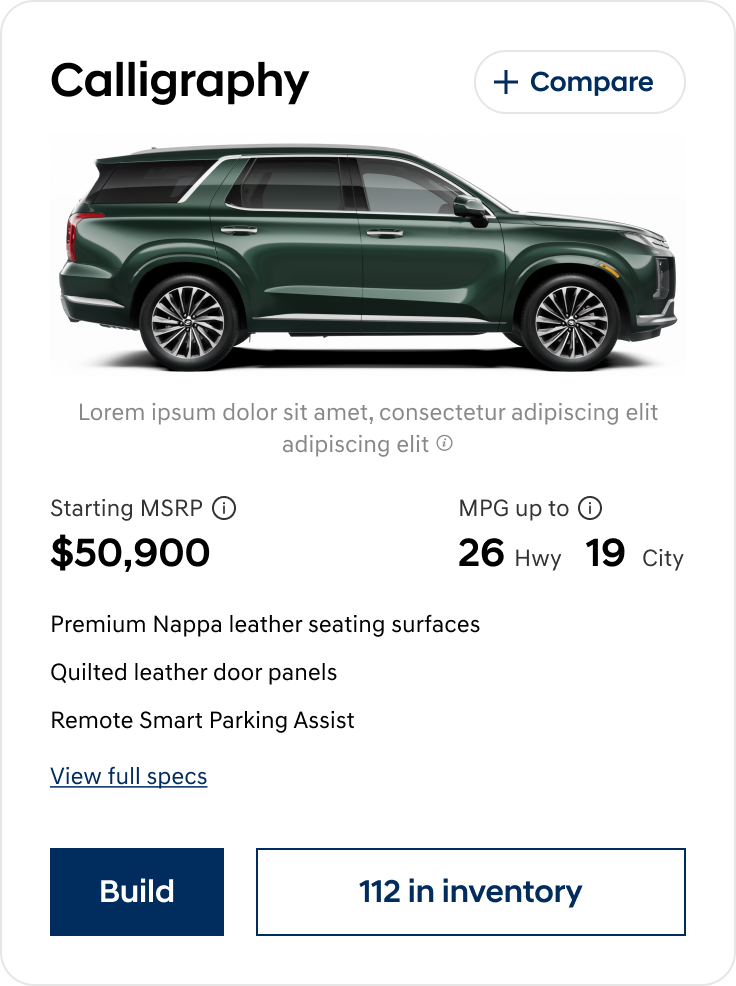 Calligraphy
+ Compare
Lorem ipsum dolor sit amet, consectetur adipiscing elit
adipiscing elit ⓘ
Starting MSRP ⓘ
MPG up to ⓘ
$50,900
26 Hwy 19 City
Premium Nappa leather seating surfaces
Quilted leather door panels
Remote Smart Parking Assist
View full specs
Build
112 in inventory